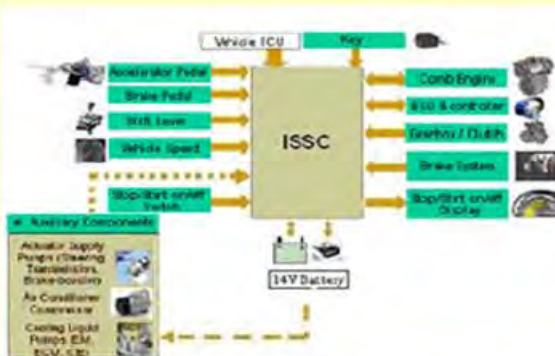 Vehicle ECU
Key
Accelerator Pedal
Brake Pedal
Shift Lever
Vehicle Speed
Stop/Start on/off
Switch
ISSC
Comb Engine
& controller
Gearbox / Clutch
Brake System
Stop/Start on/off
Display
14V Battery
Auxiliary Components
Actuator Supply
Pumps (Steering
Transmission,
Brake-booster)
Air Conditioner
Compressor
Cooling Liquid
Pumps (EM,
ECU,